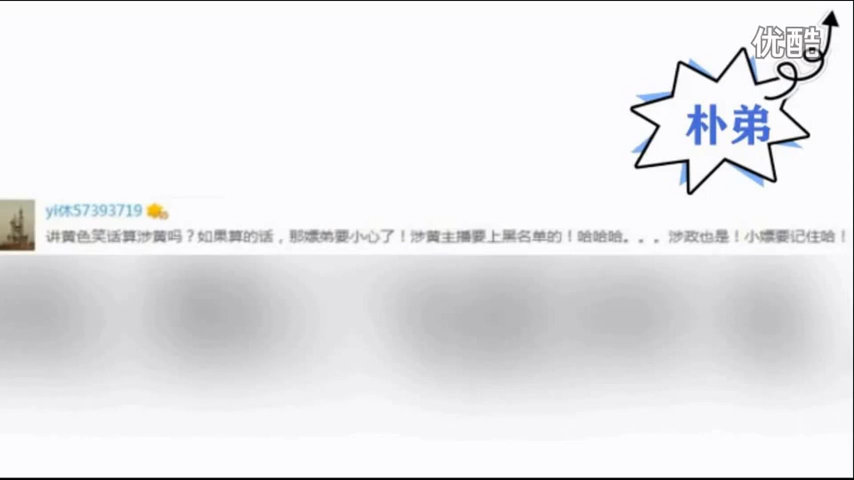 优酷
朴弟
yi休57393719
讲黄色笑话算涉黄吗？如果算的话，那嫖弟要小心了！涉黄主播要上黑名单的！哈哈哈。。。涉政也是！小嫖要记住哈！